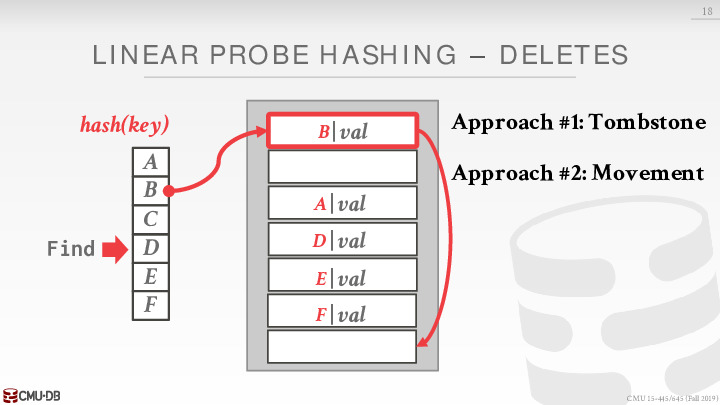 18
LINEAR PROBE HASHING – DELETES
hash(key)
A
B
C
D
E
F
Find
B|val
A|val
D|val
E|val
F|val
Approach #1: Tombstone
Approach #2: Movement
CMU·DB
CMU 15-445/645 (Fall 2019)